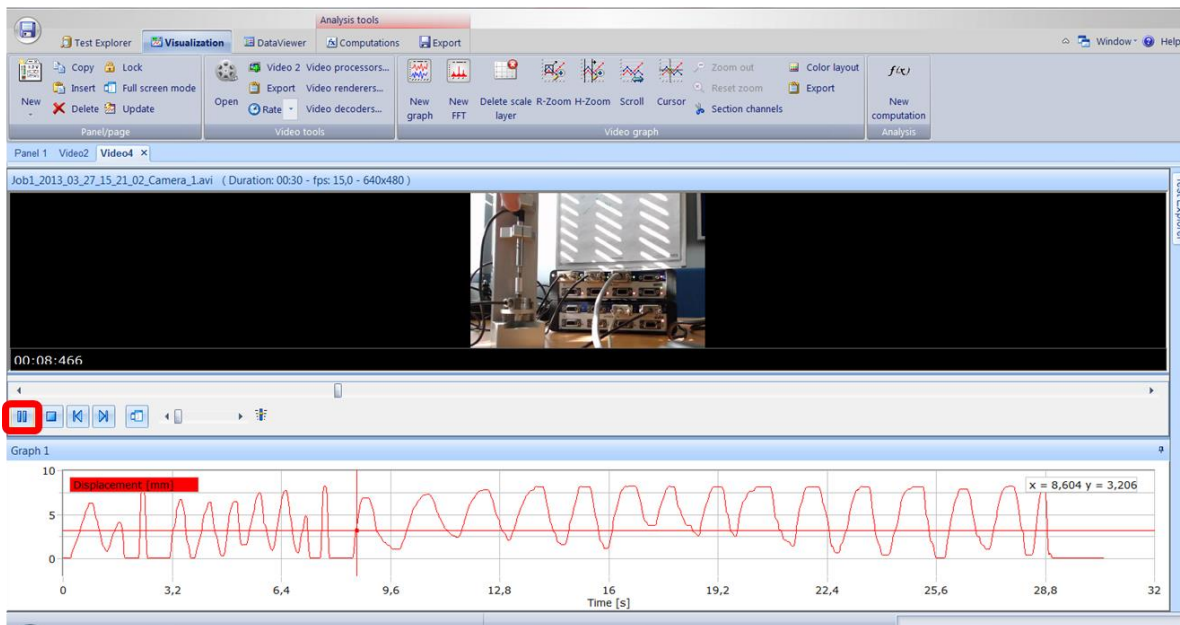 Analysis tools
Test Explorer Visualization DataViewer Computations Export Window Help
Copy Lock Video 2 Video processors... Zoom out Color layout f(x)
Insert Full screen mode Export Video renderers... Reset zoom Export
New Delete Update Open Rate Video decoders... New graph New FFT Delete scale layer R-Zoom H-Zoom Scroll Cursor Section channels New computation
Panel/page Video tools Video graph Analysis
Panel 1 Video2 Video4 ×
Job1_2013_03_27_15_21_02_Camera_1.avi ( Duration: 00:30 - fps: 15,0 - 640x480 )
Test Explorer
00:08:466
Graph 1
10
Displacement [mm] x = 8,604 y = 3,206
5
0
0 3,2 6,4 9,6 12,8 16 19,2 22,4 25,6 28,8 32
Time [s]